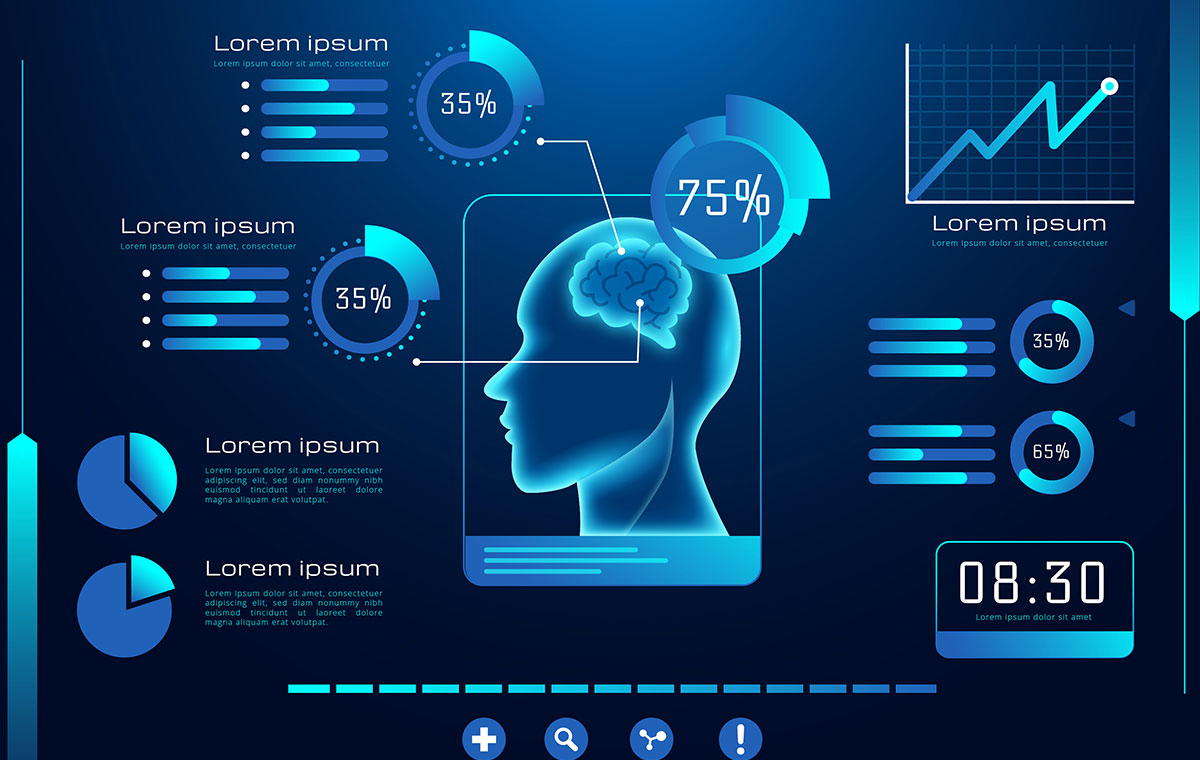 Lorem ipsum
Lorem ipsum dolor sit amet, consectetuer
35%
75%
Lorem ipsum
Lorem ipsum dolor sit amet, consectetuer
Lorem ipsum
Lorem ipsum dolor sit amet, consectetuer
35%
35%
65%
Lorem ipsum
Lorem ipsum dolor sit amet, consectetuer
adipiscing elit, sed diam nonummy nibh
euismod tincidunt ut laoreet dolore
magna aliquam erat volutpat.
Lorem ipsum
Lorem ipsum dolor sit amet, consectetuer
adipiscing elit, sed diam nonummy nibh
euismod tincidunt ut laoreet dolore
magna aliquam erat volutpat.
08:30
Lorem ipsum dolor sit amet